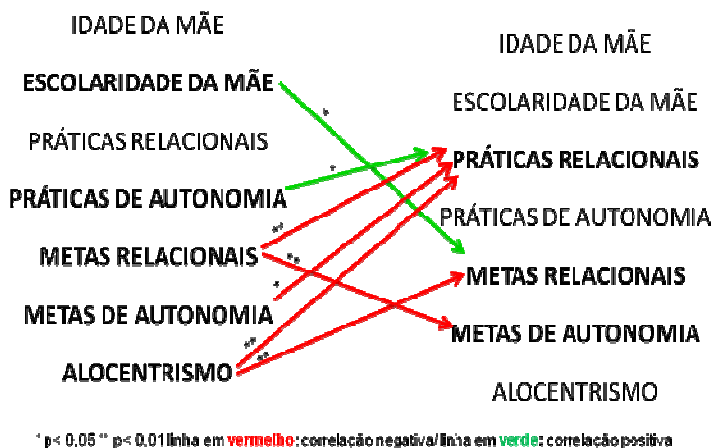 IDADE DA MÃE
ESCOLARIDADE DA MÃE
PRÁTICAS RELACIONAIS
PRÁTICAS DE AUTONOMIA
METAS RELACIONAIS
METAS DE AUTONOMIA
ALOCENTRISMO
*
*
**
**
*
**
**
IDADE DA MÃE
ESCOLARIDADE DA MÃE
PRÁTICAS RELACIONAIS
PRÁTICAS DE AUTONOMIA
METAS RELACIONAIS
METAS DE AUTONOMIA
ALOCENTRISMO
* p< 0,05 ** p< 0,01 linha em vermelho: correlação negativa/ linha em verde: correlação positiva